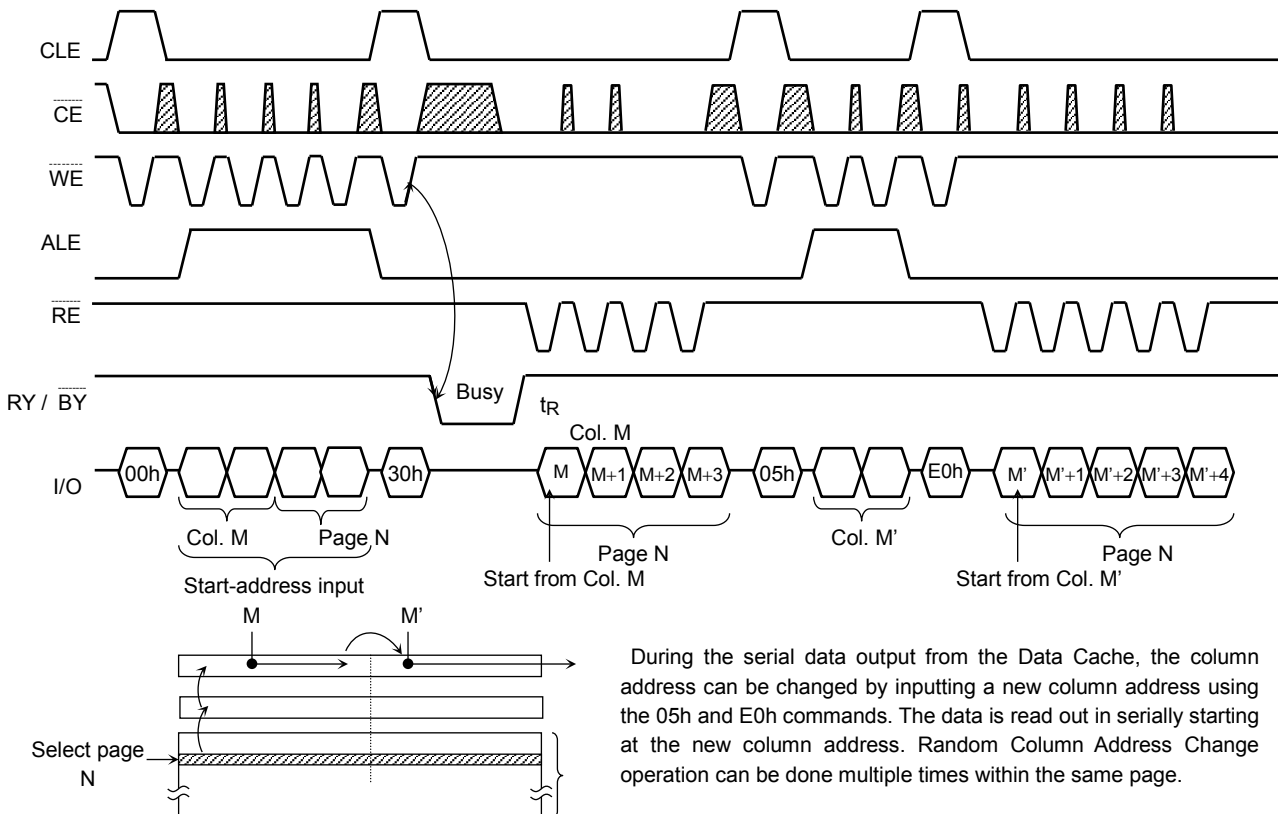 CLE
CE
WE
ALE
RE
RY / BY
Busy
tR
Col. M
I/O
00h
30h
M
M+1
M+2
M+3
05h
E0h
M'
M'+1
M'+2
M'+3
M'+4
Col. M
Page N
Page N
Col. M’
Page N
Start-address input
Start from Col. M
Start from Col. M’
M
M’
Select page
N
During the serial data output from the Data Cache, the column
address can be changed by inputting a new column address using
the 05h and E0h commands. The data is read out in serially starting
at the new column address. Random Column Address Change
operation can be done multiple times within the same page.